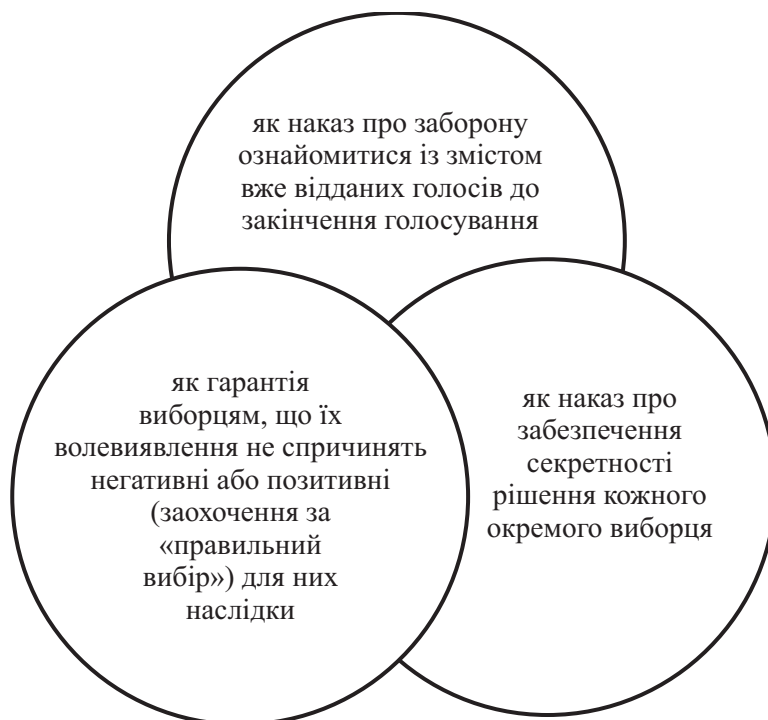 як наказ про заборону
ознайомитися із змістом
вже відданих голосів до
закінчення голосування
як гарантія
виборцям, що їх
волевиявлення не спричинять
негативні або позитивні
(заохочення за
«правильний
вибір») для них
наслідки
як наказ про
забезпечення
секретності
рішення кожного
окремого виборця